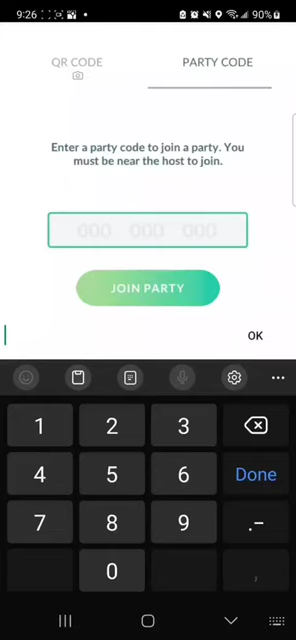 9:26
90%
QR CODE
PARTY CODE
Enter a party code to join a party. You
must be near the host to join.
000 000 000
JOIN PARTY
OK
1 2 3
4 5 6 Done
7 8 9 .-
0 ,